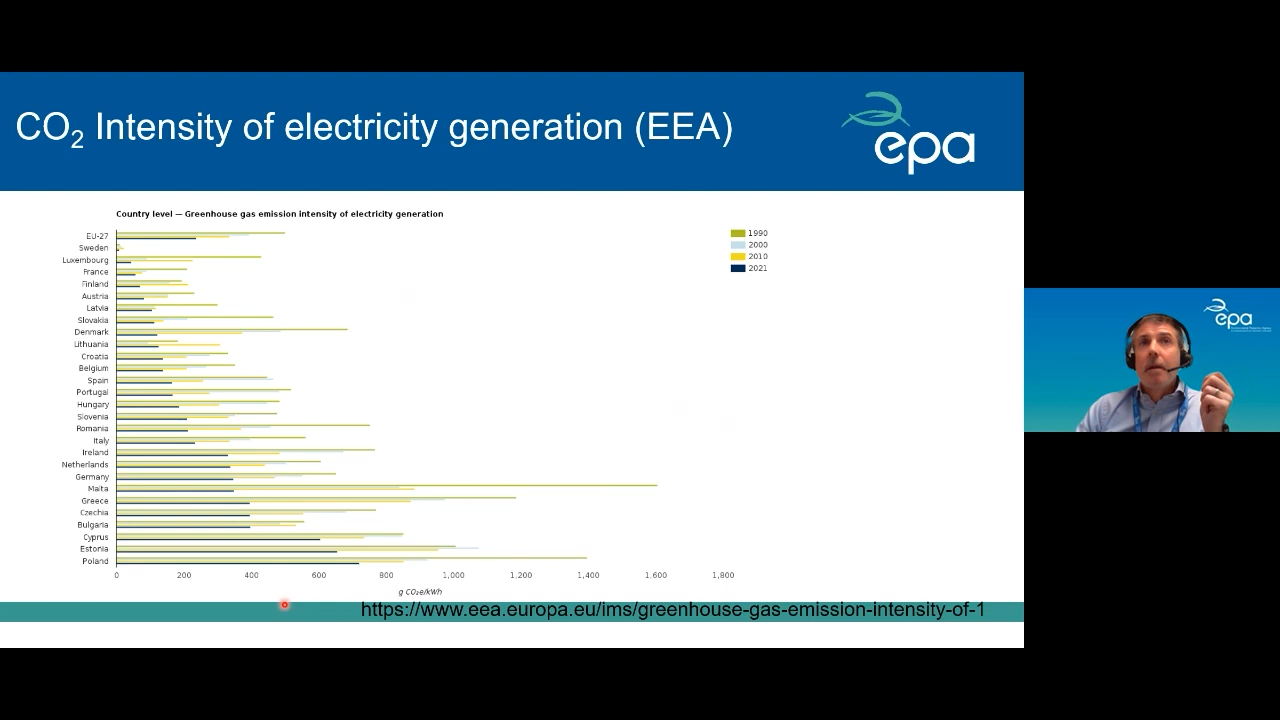 CO2 Intensity of electricity generation (EEA)
epa
Country level — Greenhouse gas emission intensity of electricity generation
EU-27
Sweden
Luxembourg
France
Finland
Austria
Latvia
Slovakia
Denmark
Lithuania
Croatia
Belgium
Spain
Portugal
Hungary
Slovenia
Romania
Italy
Ireland
Netherlands
Germany
Malta
Greece
Czechia
Bulgaria
Cyprus
Estonia
Poland
0 200 400 600 800 1,000 1,200 1,400 1,600 1,800
g CO₂e/kWh
1990
2000
2010
2021
https://www.eea.europa.eu/ims/greenhouse-gas-emission-intensity-of-1
epa